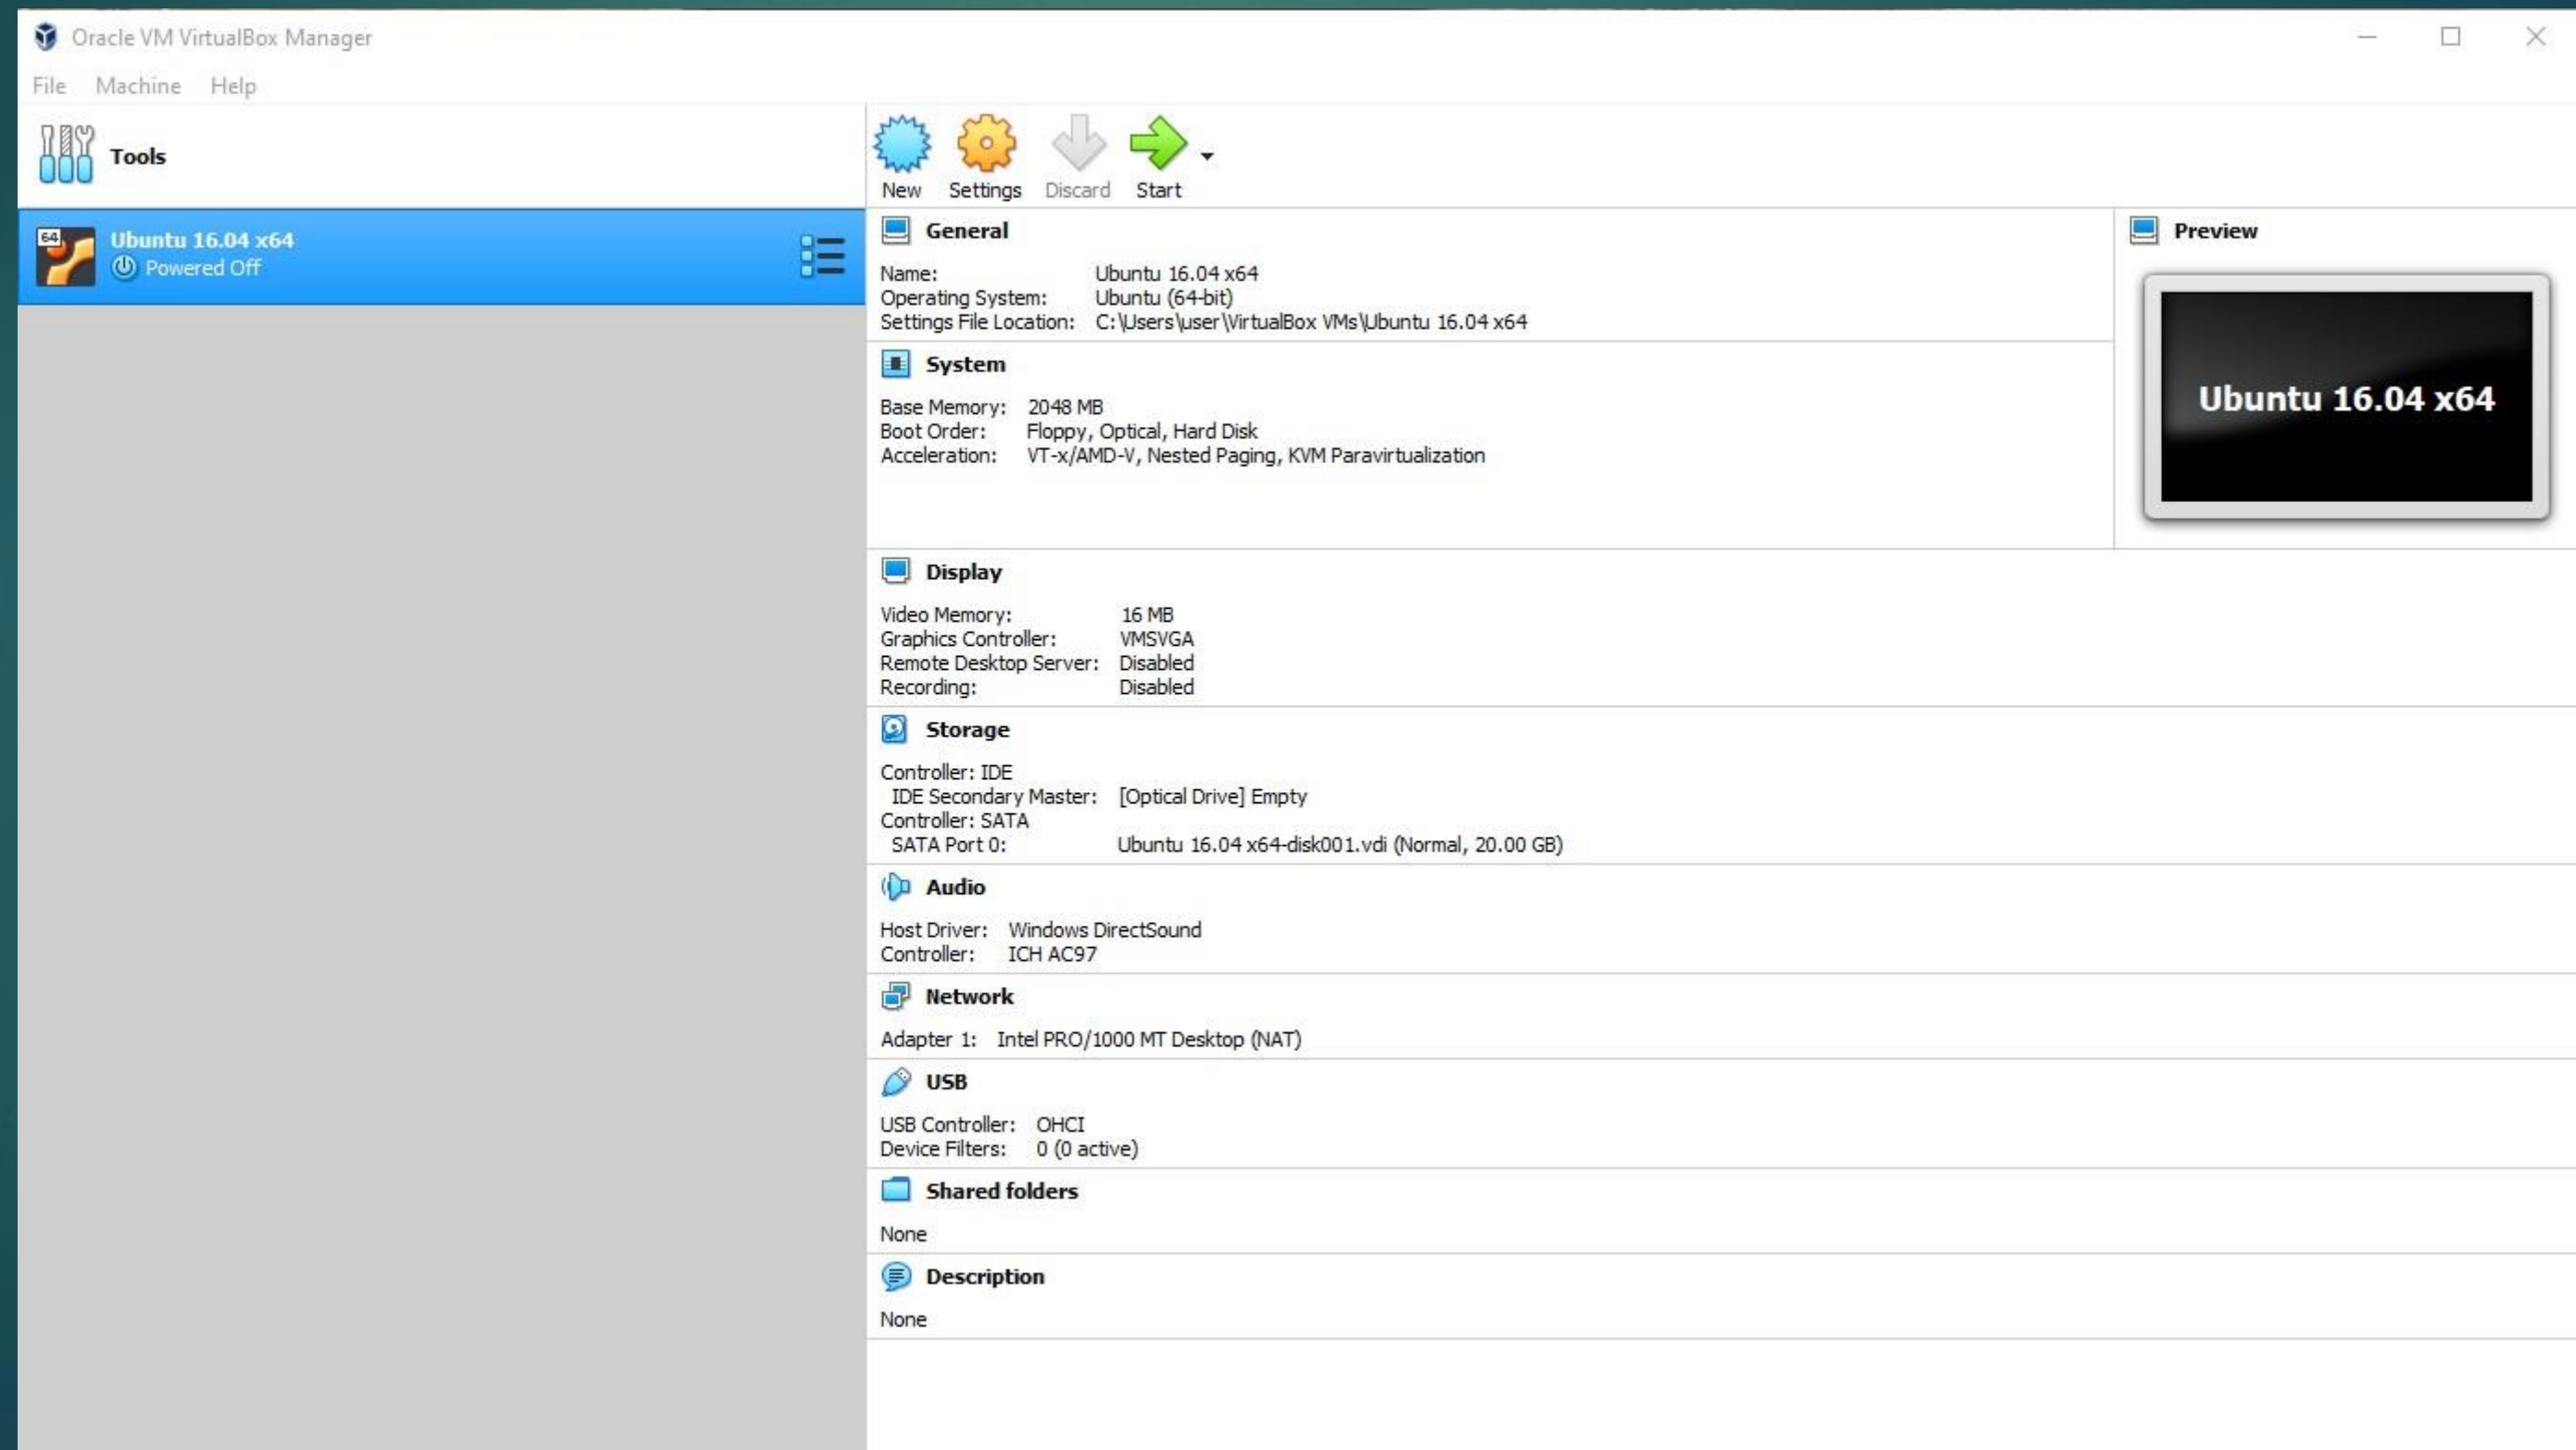 Oracle VM VirtualBox Manager
File Machine Help
Tools
New Settings Discard Start
64
Ubuntu 16.04 x64
Powered Off
General
Name: Ubuntu 16.04 x64
Operating System: Ubuntu (64-bit)
Settings File Location: C:\Users\user\VirtualBox VMs\Ubuntu 16.04 x64
Preview
Ubuntu 16.04 x64
System
Base Memory: 2048 MB
Boot Order: Floppy, Optical, Hard Disk
Acceleration: VT-x/AMD-V, Nested Paging, KVM Paravirtualization
Display
Video Memory: 16 MB
Graphics Controller: VMSVGA
Remote Desktop Server: Disabled
Recording: Disabled
Storage
Controller: IDE
IDE Secondary Master: [Optical Drive] Empty
Controller: SATA
SATA Port 0: Ubuntu 16.04 x64-disk001.vdi (Normal, 20.00 GB)
Audio
Host Driver: Windows DirectSound
Controller: ICH AC97
Network
Adapter 1: Intel PRO/1000 MT Desktop (NAT)
USB
USB Controller: OHCI
Device Filters: 0 (0 active)
Shared folders
None
Description
None